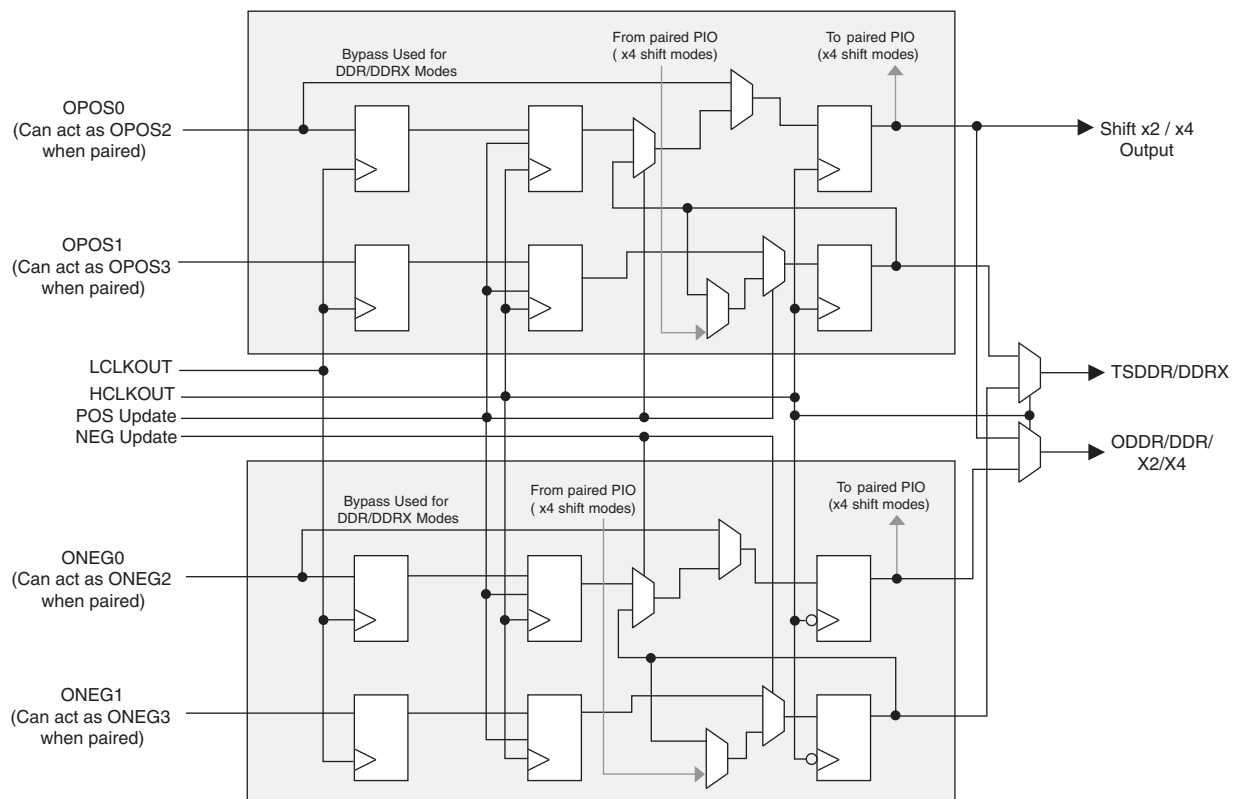 Bypass Used for
DDR/DDRX Modes
From paired PIO
( x4 shift modes)
To paired PIO
(x4 shift modes)
OPOS0
(Can act as OPOS2
when paired)
Shift x2 / x4
Output
OPOS1
(Can act as OPOS3
when paired)
LCLKOUT
HCLKOUT
POS Update
NEG Update
TSDDR/DDRX
ODDR/DDR/
X2/X4
Bypass Used for
DDR/DDRX Modes
From paired PIO
( x4 shift modes)
To paired PIO
(x4 shift modes)
ONEG0
(Can act as ONEG2
when paired)
ONEG1
(Can act as ONEG3
when paired)